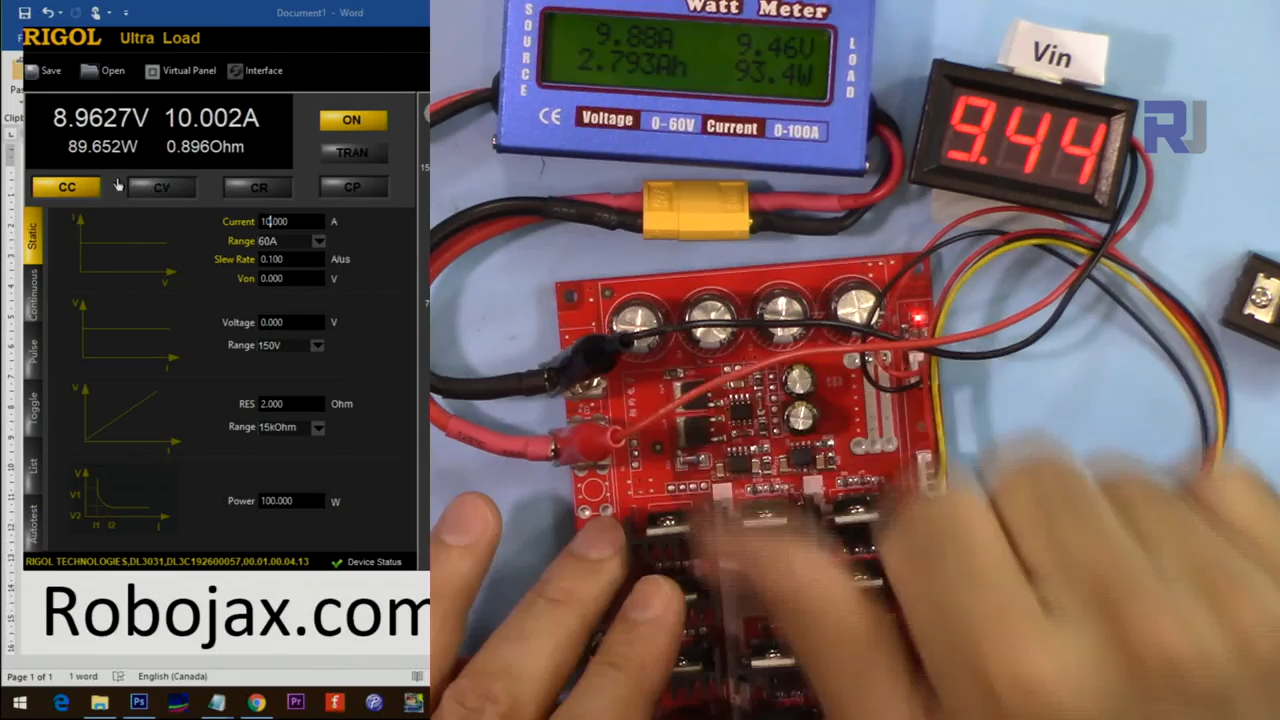 Document1 - Word
RIGOL Ultra Load
Save Open Virtual Panel Interface
8.9627V 10.002A ON
89.652W 0.896Ohm TRAN
CC CV CR CP
Static
Continuous
Pulse
Toggle
List
Autotest
Current 10.000 A
Range 60A
Slew Rate 0.100 A/us
Von 0.000 V
Voltage 0.000 V
Range 150V
RES 2.000 Ohm
Range 15kOhm
Power 100.000 W
I
V
V
I
V
I
V
V1
V2
I1 I2 I
RIGOL TECHNOLOGIES,DL3031,DL3C192600057,00.01.00.04.13 Device Status
Robojax.com
Page 1 of 1 1 word English (Canada)
Watt Meter
SOURCE
9.88A 9.46V
2.793Ah 93.4W
LOAD
CE Voltage 0-60V Current 0-100A
Vin
9.44
RJ